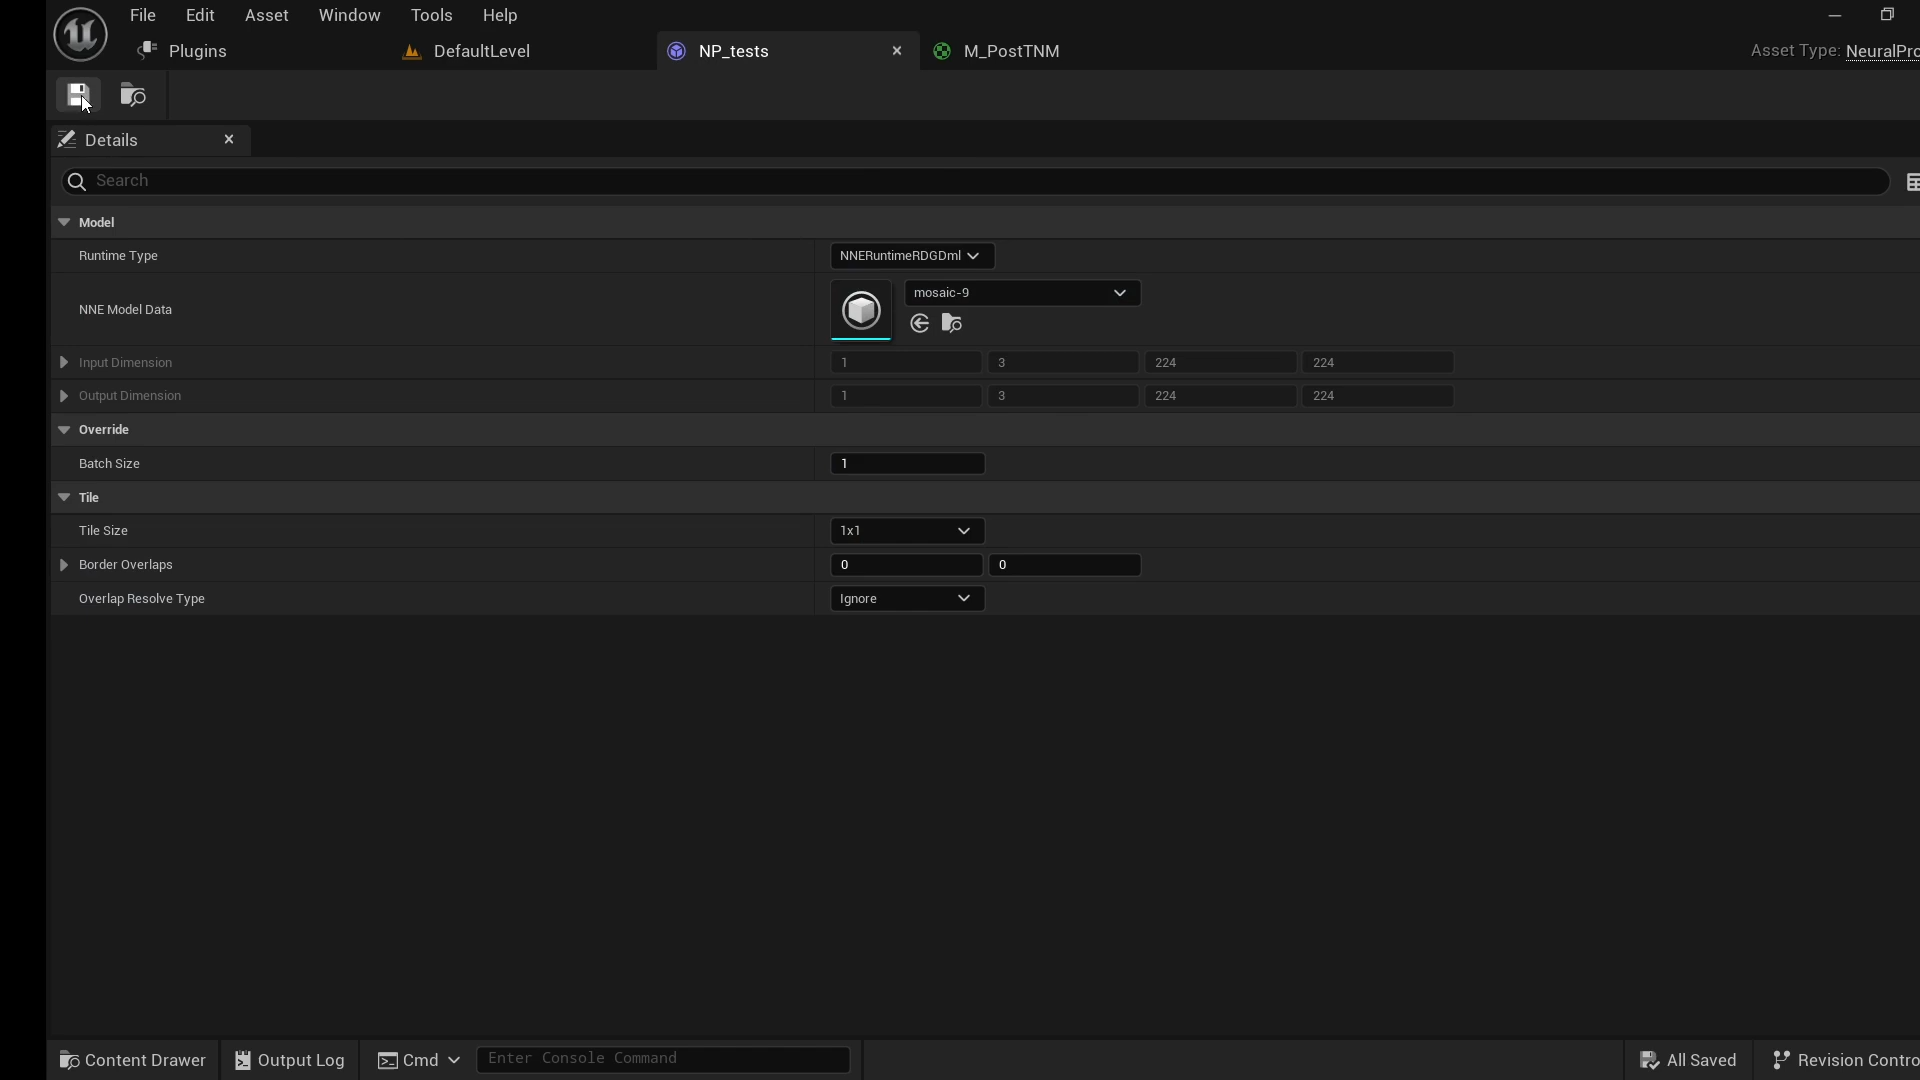 File Edit Asset Window Tools Help
Plugins DefaultLevel NP_tests M_PostTNM Asset Type: NeuralPro
Details
Search
Model
Runtime Type NNERuntimeRDGDml
NNE Model Data mosaic-9
Input Dimension 1 3 224 224
Output Dimension 1 3 224 224
Override
Batch Size 1
Tile
Tile Size 1x1
Border Overlaps 0 0
Overlap Resolve Type Ignore
Content Drawer Output Log Cmd Enter Console Command All Saved Revision Contro